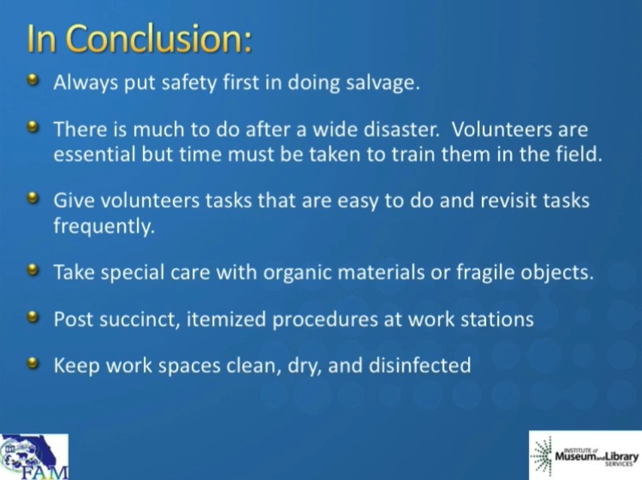 In Conclusion:
Always put safety first in doing salvage.
There is much to do after a wide disaster.  Volunteers are
essential but time must be taken to train them in the field.
Give volunteers tasks that are easy to do and revisit tasks
frequently.
Take special care with organic materials or fragile objects.
Post succinct, itemized procedures at work stations
Keep work spaces clean, dry, and disinfected
FAM
INSTITUTE of
Museum and Library
SERVICES